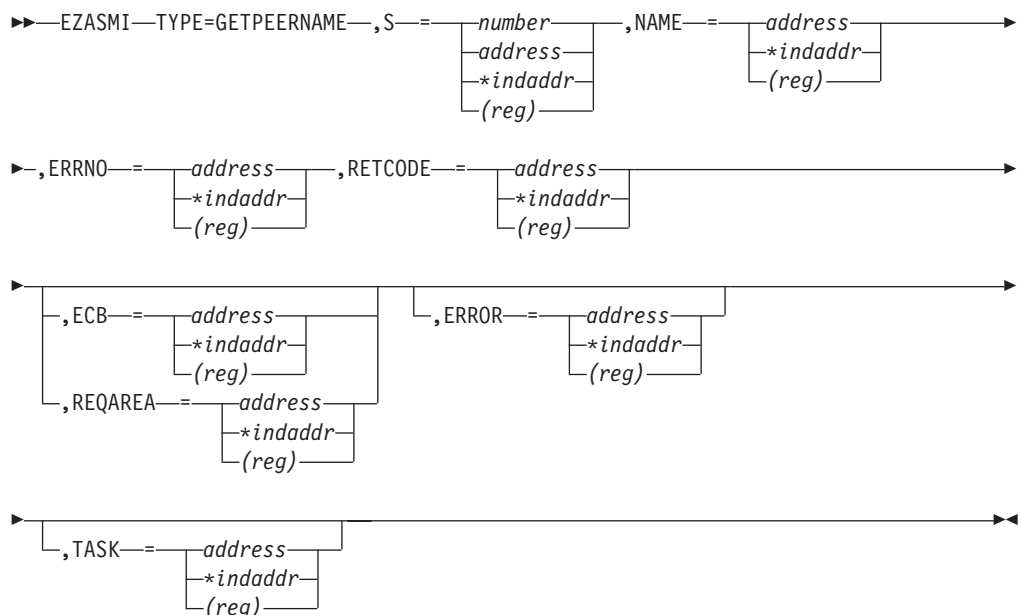 EZASMI TYPE=GETPEERNAME ,S = number ,NAME = address
address *indaddr
*indaddr (reg)
(reg)
,ERRNO = address ,RETCODE = address
*indaddr *indaddr
(reg) (reg)
,ECB = address ,ERROR = address
*indaddr *indaddr
(reg) (reg)
,REQAREA = address
*indaddr
(reg)
,TASK = address
*indaddr
(reg)